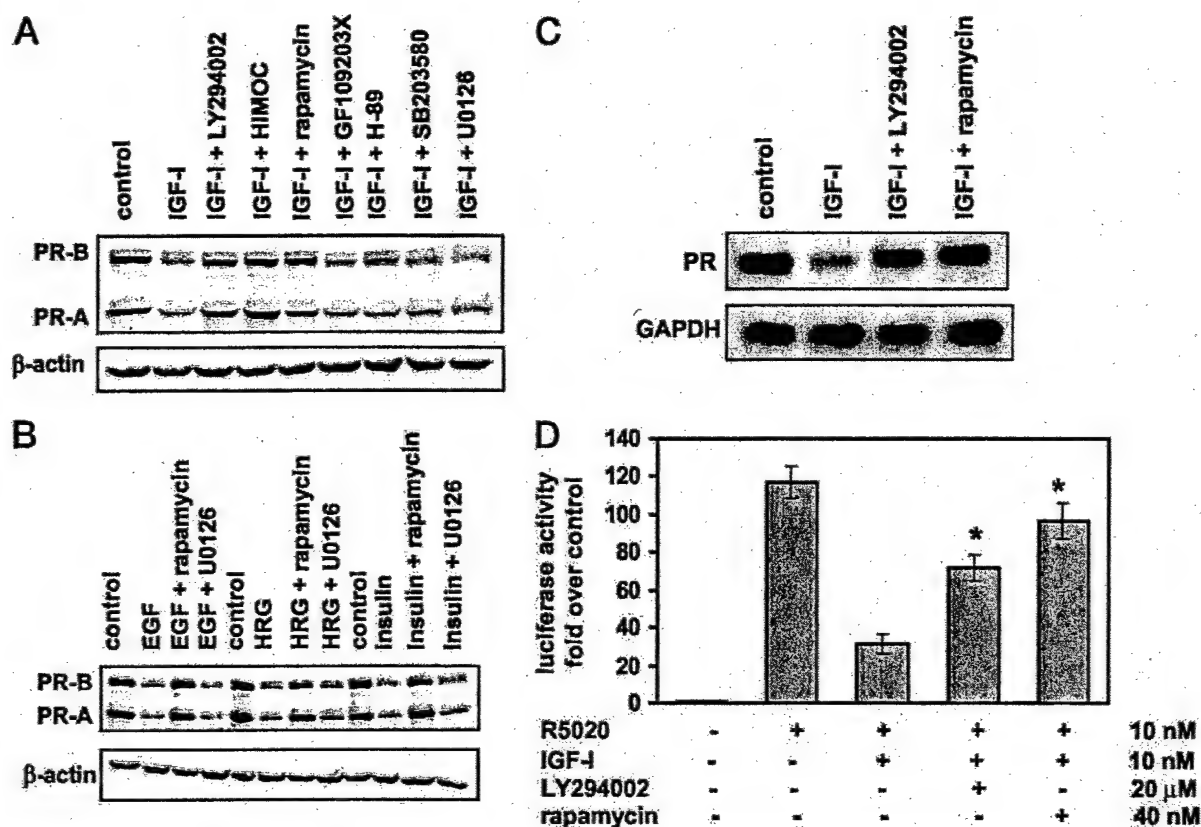 A
control
IGF-I
IGF-I + LY294002
IGF-I + HIMOC
IGF-I + rapamycin
IGF-I + GF109203X
IGF-I + H-89
IGF-I + SB203580
IGF-I + U0126
PR-B
PR-A
β-actin
C
control
IGF-I
IGF-I + LY294002
IGF-I + rapamycin
PR
GAPDH
B
control
EGF
EGF + rapamycin
EGF + U0126
control
HRG
HRG + rapamycin
HRG + U0126
control
Insulin
Insulin + rapamycin
Insulin + U0126
PR-B
PR-A
β-actin
D
luciferase activity
fold over control
140
120
100
80
60
40
20
0
* *
R5020 - + + + + 10 nM
IGF-I - - + + + 10 nM
LY294002 - - - + - 20 μM
rapamycin - - - - + 40 nM